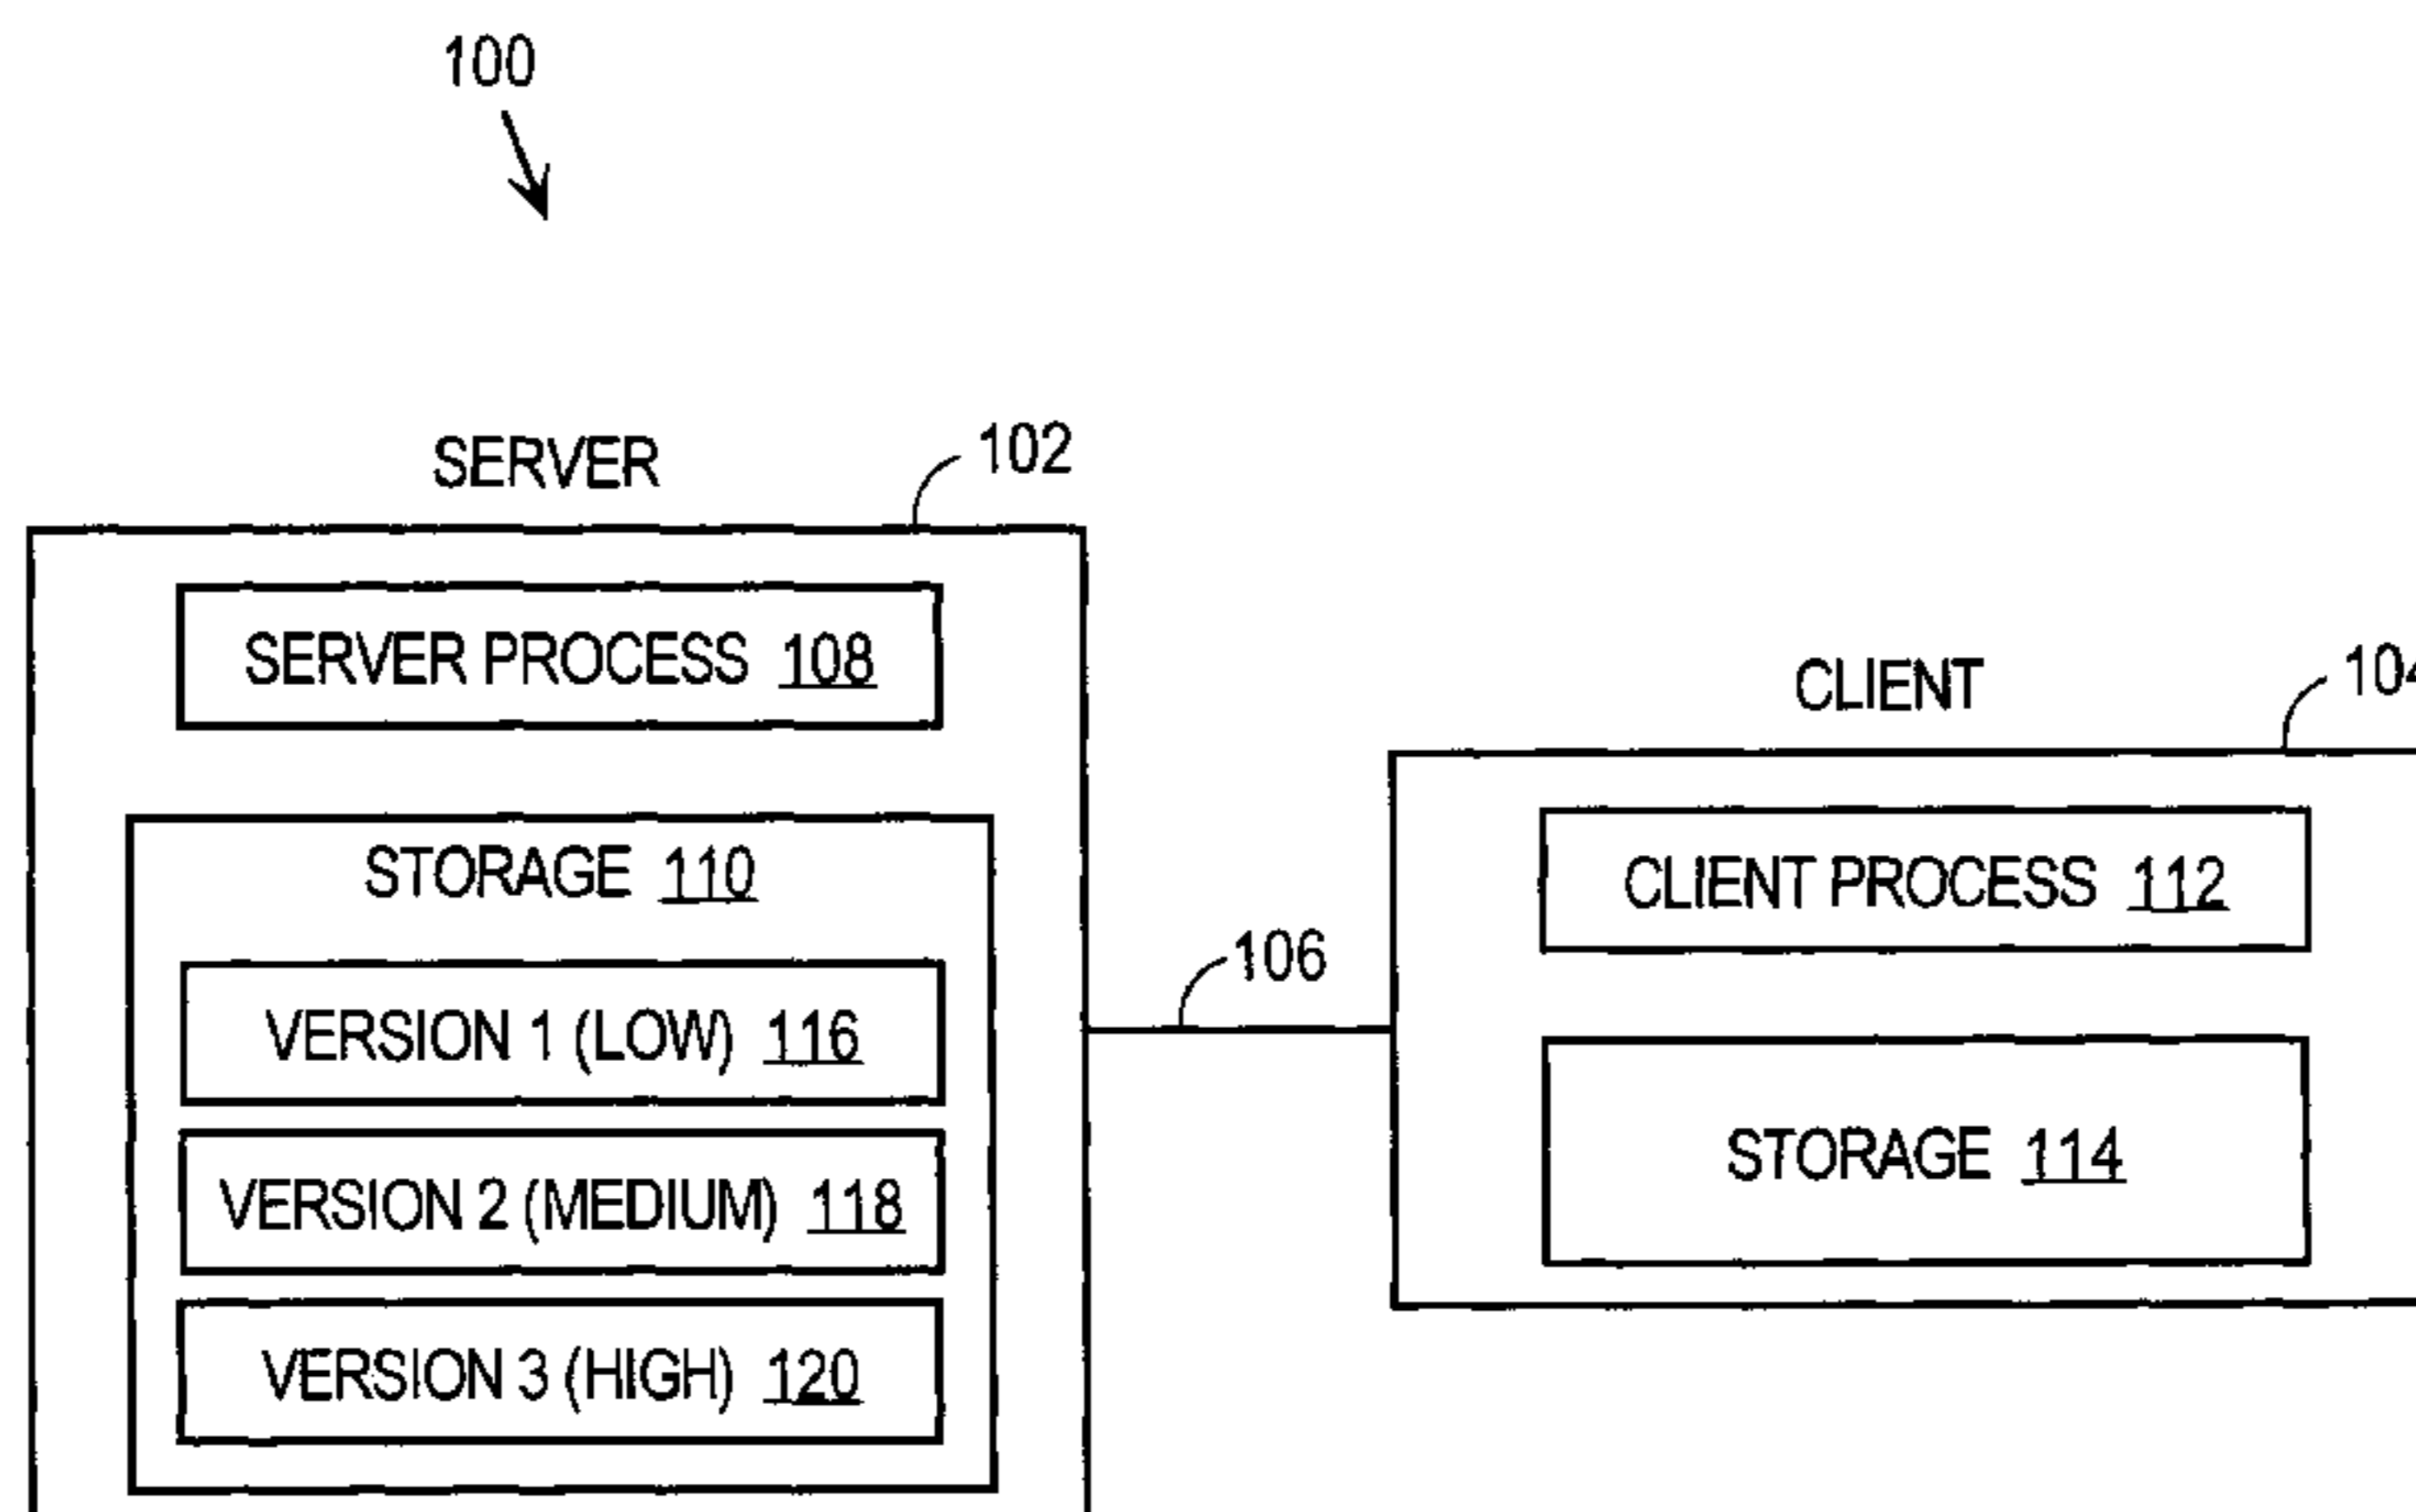 100
SERVER
102
SERVER PROCESS 108
STORAGE 110
VERSION 1 (LOW) 116
VERSION 2 (MEDIUM) 118
VERSION 3 (HIGH) 120
106
CLIENT
104
CLIENT PROCESS 112
STORAGE 114